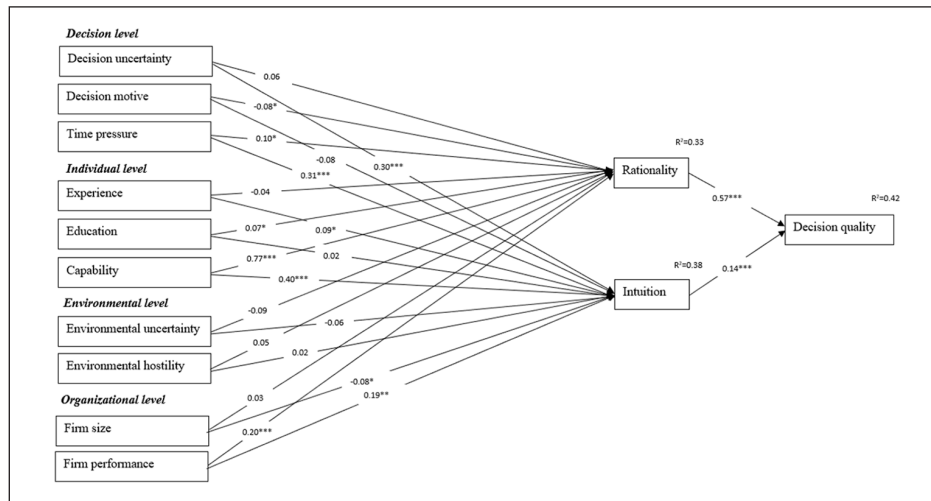 Decision level
Decision uncertainty
0.06
Decision motive
-0.08*
Time pressure
0.10*
-0.08
0.30***
0.31***
R²=0.33
Individual level
Rationality
Experience
-0.04
0.57***
R²=0.42
Education
0.07*
0.09*
Decision quality
0.02
Capability
0.77***
0.40***
R²=0.38
0.14***
Intuition
Environmental level
-0.09
Environmental uncertainty
-0.06
0.05
Environmental hostility
0.02
Organizational level
-0.08*
0.03
0.19**
Firm size
0.20***
Firm performance